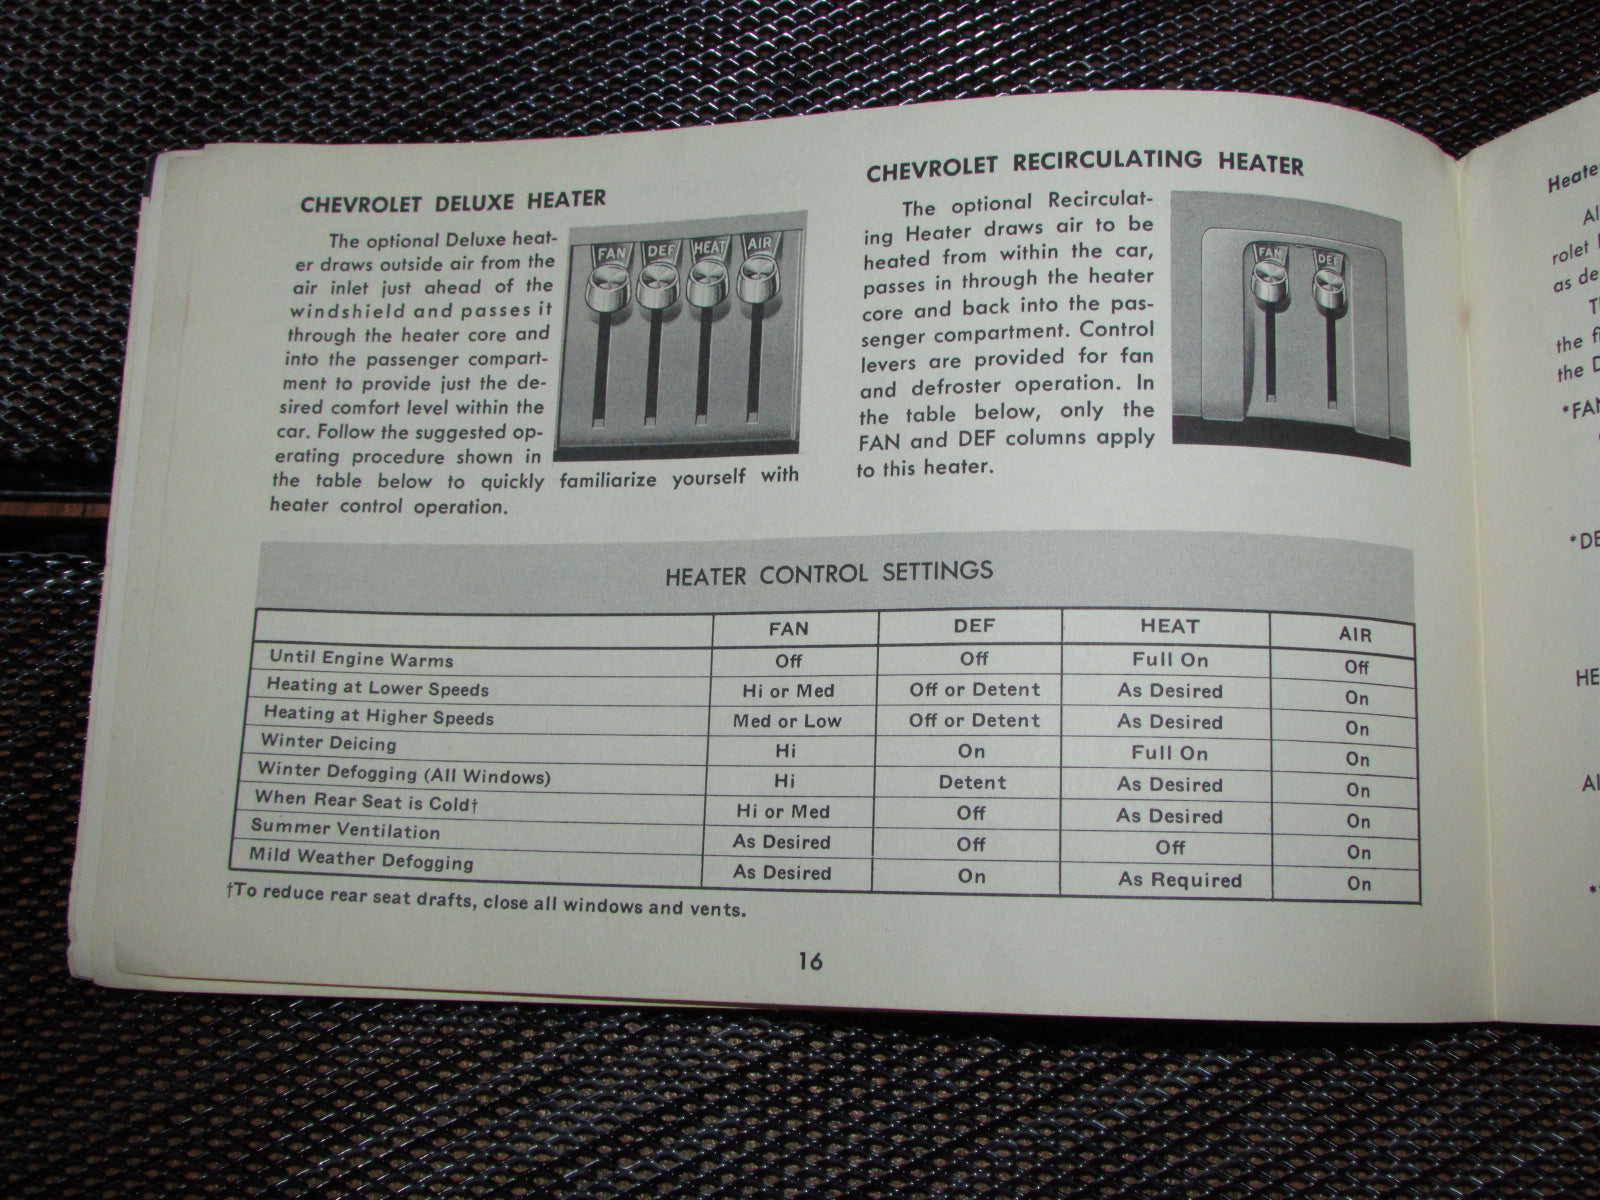 CHEVROLET DELUXE HEATER
The optional Deluxe heat-
er draws outside air from the
air inlet just ahead of the
windshield and passes it
through the heater core and
into the passenger compart-
ment to provide just the de-
sired comfort level within the
car. Follow the suggested op-
erating procedure shown in
the table below to quickly familiarize yourself with
heater control operation.
FAN DEF HEAT AIR
CHEVROLET RECIRCULATING HEATER
The optional Recirculat-
ing Heater draws air to be
heated from within the car,
passes in through the heater
core and back into the pas-
senger compartment. Control
levers are provided for fan
and defroster operation. In
the table below, only the
FAN and DEF columns apply
to this heater.
FAN DEF
HEATER CONTROL SETTINGS
FAN DEF HEAT AIR
Until Engine Warms Off Off Full On Off
Heating at Lower Speeds Hi or Med Off or Detent As Desired On
Heating at Higher Speeds Med or Low Off or Detent As Desired On
Winter Deicing Hi On Full On On
Winter Defogging (All Windows) Hi Detent As Desired On
When Rear Seat is Cold† Hi or Med Off As Desired On
Summer Ventilation As Desired Off Off On
Mild Weather Defogging As Desired On As Required On
†To reduce rear seat drafts, close all windows and vents.
16
Heate
Al
rolet
as de
T
the f
the D
*FAN
*DE
HE
AI